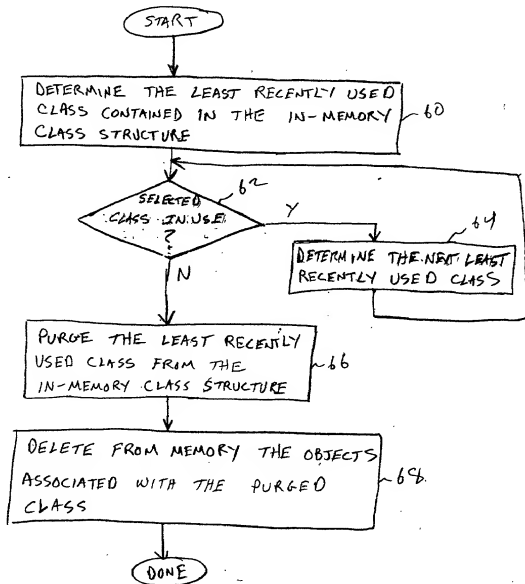 START
DETERMINE THE LEAST RECENTLY USED
CLASS CONTAINED IN THE IN-MEMORY
CLASS STRUCTURE
60
62
SELECTED
CLASS IN USE
?
Y
N
64
DETERMINE THE NEXT LEAST
RECENTLY USED CLASS
PURGE THE LEAST RECENTLY
USED CLASS FROM THE
IN-MEMORY CLASS STRUCTURE
66
DELETE FROM MEMORY THE OBJECTS
ASSOCIATED WITH THE PURGED
CLASS
68
DONE